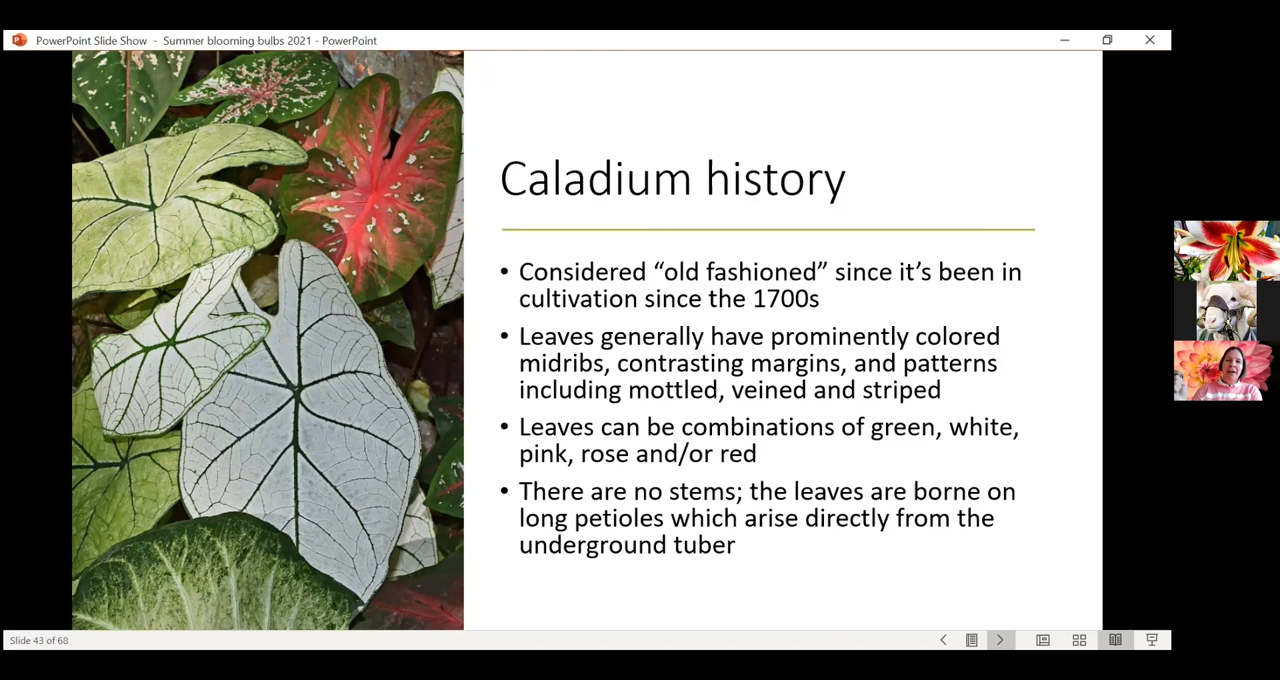 PowerPoint Slide Show - Summer blooming bulbs 2021 - PowerPoint
Caladium history
• Considered “old fashioned” since it’s been in
cultivation since the 1700s
• Leaves generally have prominently colored
midribs, contrasting margins, and patterns
including mottled, veined and striped
• Leaves can be combinations of green, white,
pink, rose and/or red
• There are no stems; the leaves are borne on
long petioles which arise directly from the
underground tuber
Slide 43 of 68